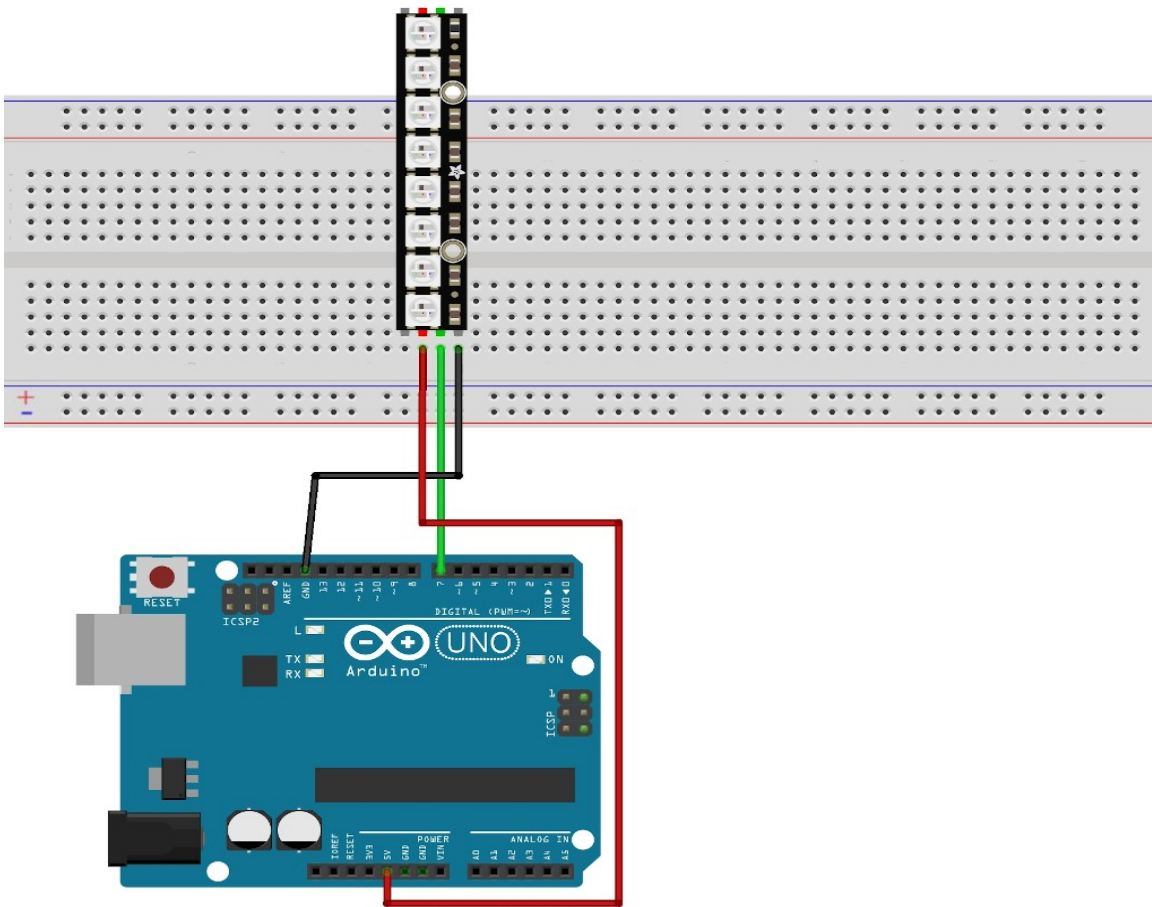 +
-
RESET
ICSP2
AREF
GND
13
12
~11
~10
~9
8
7
~6
~5
4
~3
2
TXD▶1
RXD◀0
DIGITAL (PWM=~)
L
TX
RX
UNO
ON
Arduino™
1
ICSP
POWER
ANALOG IN
IOREF
RESET
3V3
5V
GND
GND
VIN
A0
A1
A2
A3
A4
A5